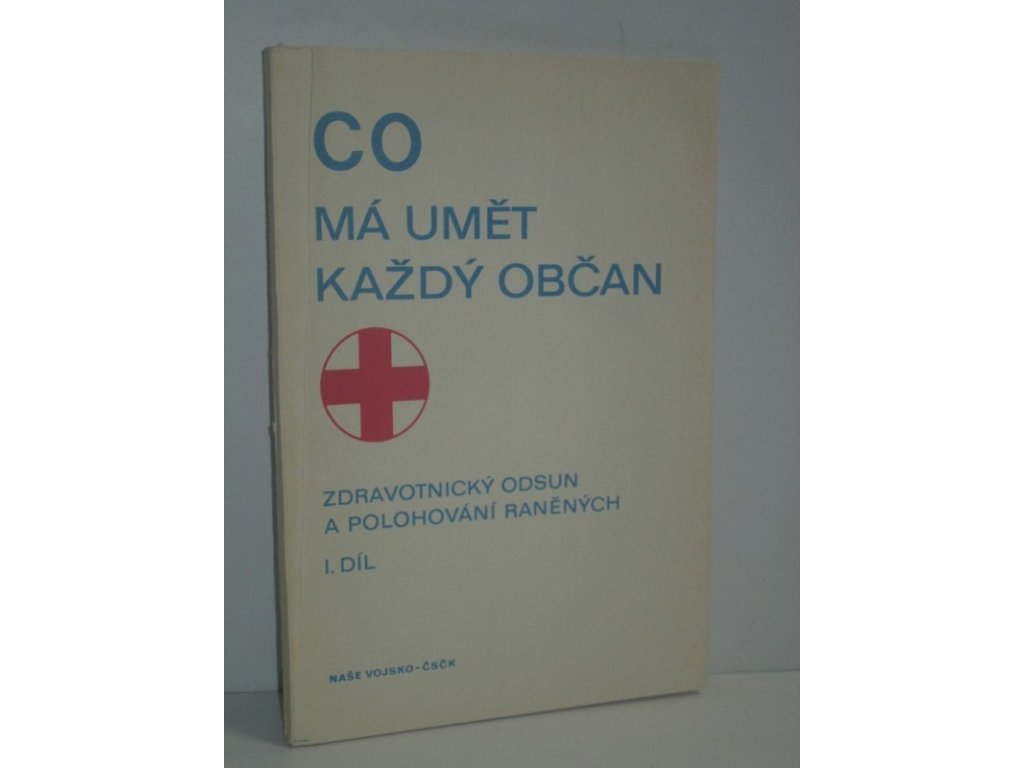 CO
MÁ UMĚT
KAŽDÝ OBČAN
ZDRAVOTNICKÝ ODSUN
A POLOHOVÁNÍ RANĚNÝCH
I. DÍL
NAŠE VOJSKO-ČSČK